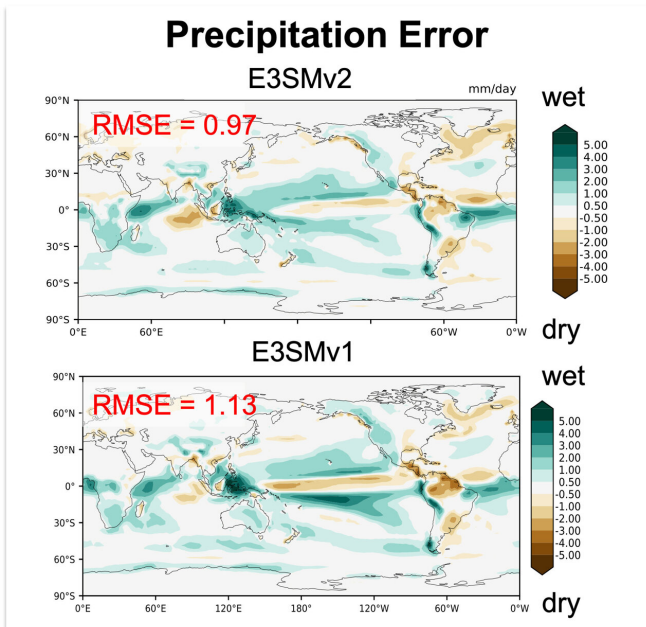 Precipitation Error
E3SMv2
mm/day
wet
90°N
60°N
30°N
0°
30°S
60°S
90°S
RMSE = 0.97
5.00
4.00
3.00
2.00
1.00
0.50
-0.50
-1.00
-2.00
-3.00
-4.00
-5.00
0°E 60°E 60°W 0°W
dry
E3SMv1
wet
90°N
60°N
30°N
0°
30°S
60°S
90°S
RMSE = 1.13
5.00
4.00
3.00
2.00
1.00
0.50
-0.50
-1.00
-2.00
-3.00
-4.00
-5.00
0°E 60°E 120°E 180° 120°W 60°W 0°W
dry